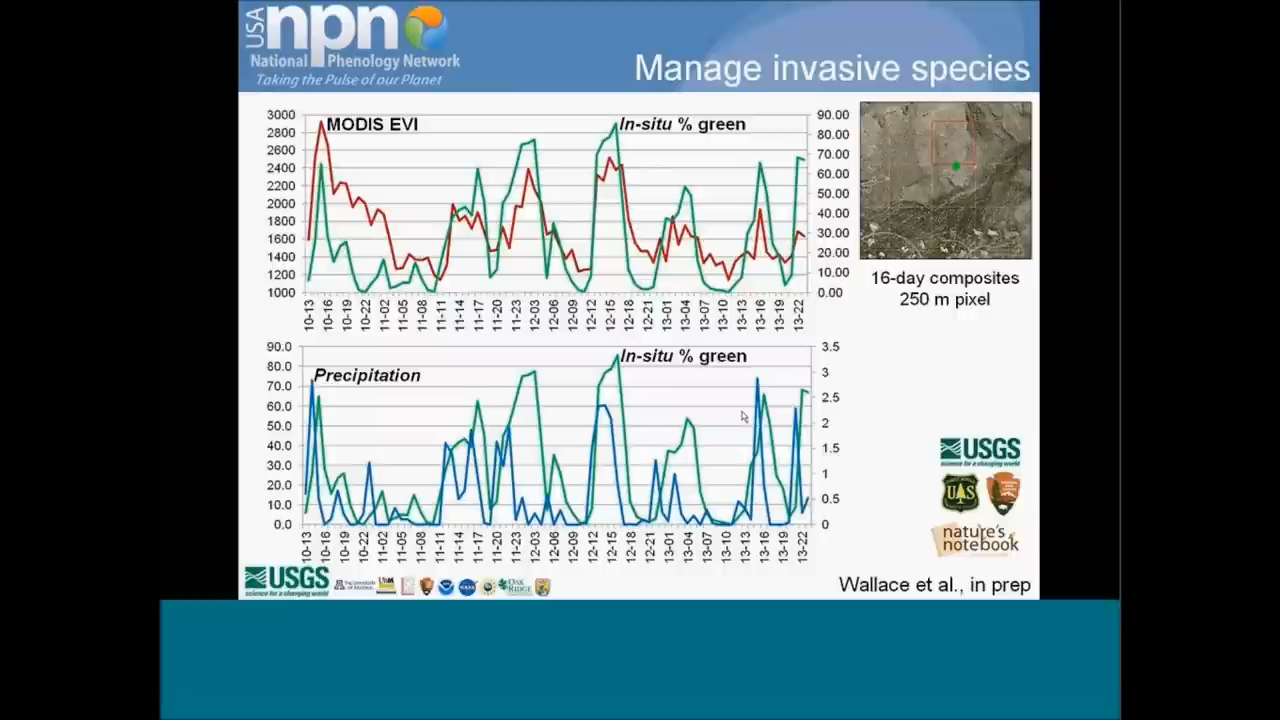 USA npn
National Phenology Network
Taking the Pulse of our Planet
Manage invasive species
MODIS EVI
In-situ % green
3000
2800
2600
2400
2200
2000
1800
1600
1400
1200
1000
90.00
80.00
70.00
60.00
50.00
40.00
30.00
20.00
10.00
0.00
10-13 10-16 10-19 10-22 11-02 11-05 11-08 11-11 11-14 11-17 11-20 11-23 12-03 12-06 12-09 12-12 12-15 12-18 12-21 13-01 13-04 13-07 13-10 13-13 13-16 13-19 13-22
16-day composites
250 m pixel
Precipitation
In-situ % green
90.0
80.0
70.0
60.0
50.0
40.0
30.0
20.0
10.0
0.0
3.5
3
2.5
2
1.5
1
0.5
0
10-13 10-16 10-19 10-22 11-02 11-05 11-08 11-11 11-14 11-17 11-20 11-23 12-03 12-06 12-09 12-12 12-15 12-18 12-21 13-01 13-04 13-07 13-10 13-13 13-16 13-19 13-22
USGS
science for a changing world
U S
nature's
notebook
USGS
science for a changing world
OAK
RIDGE
Wallace et al., in prep